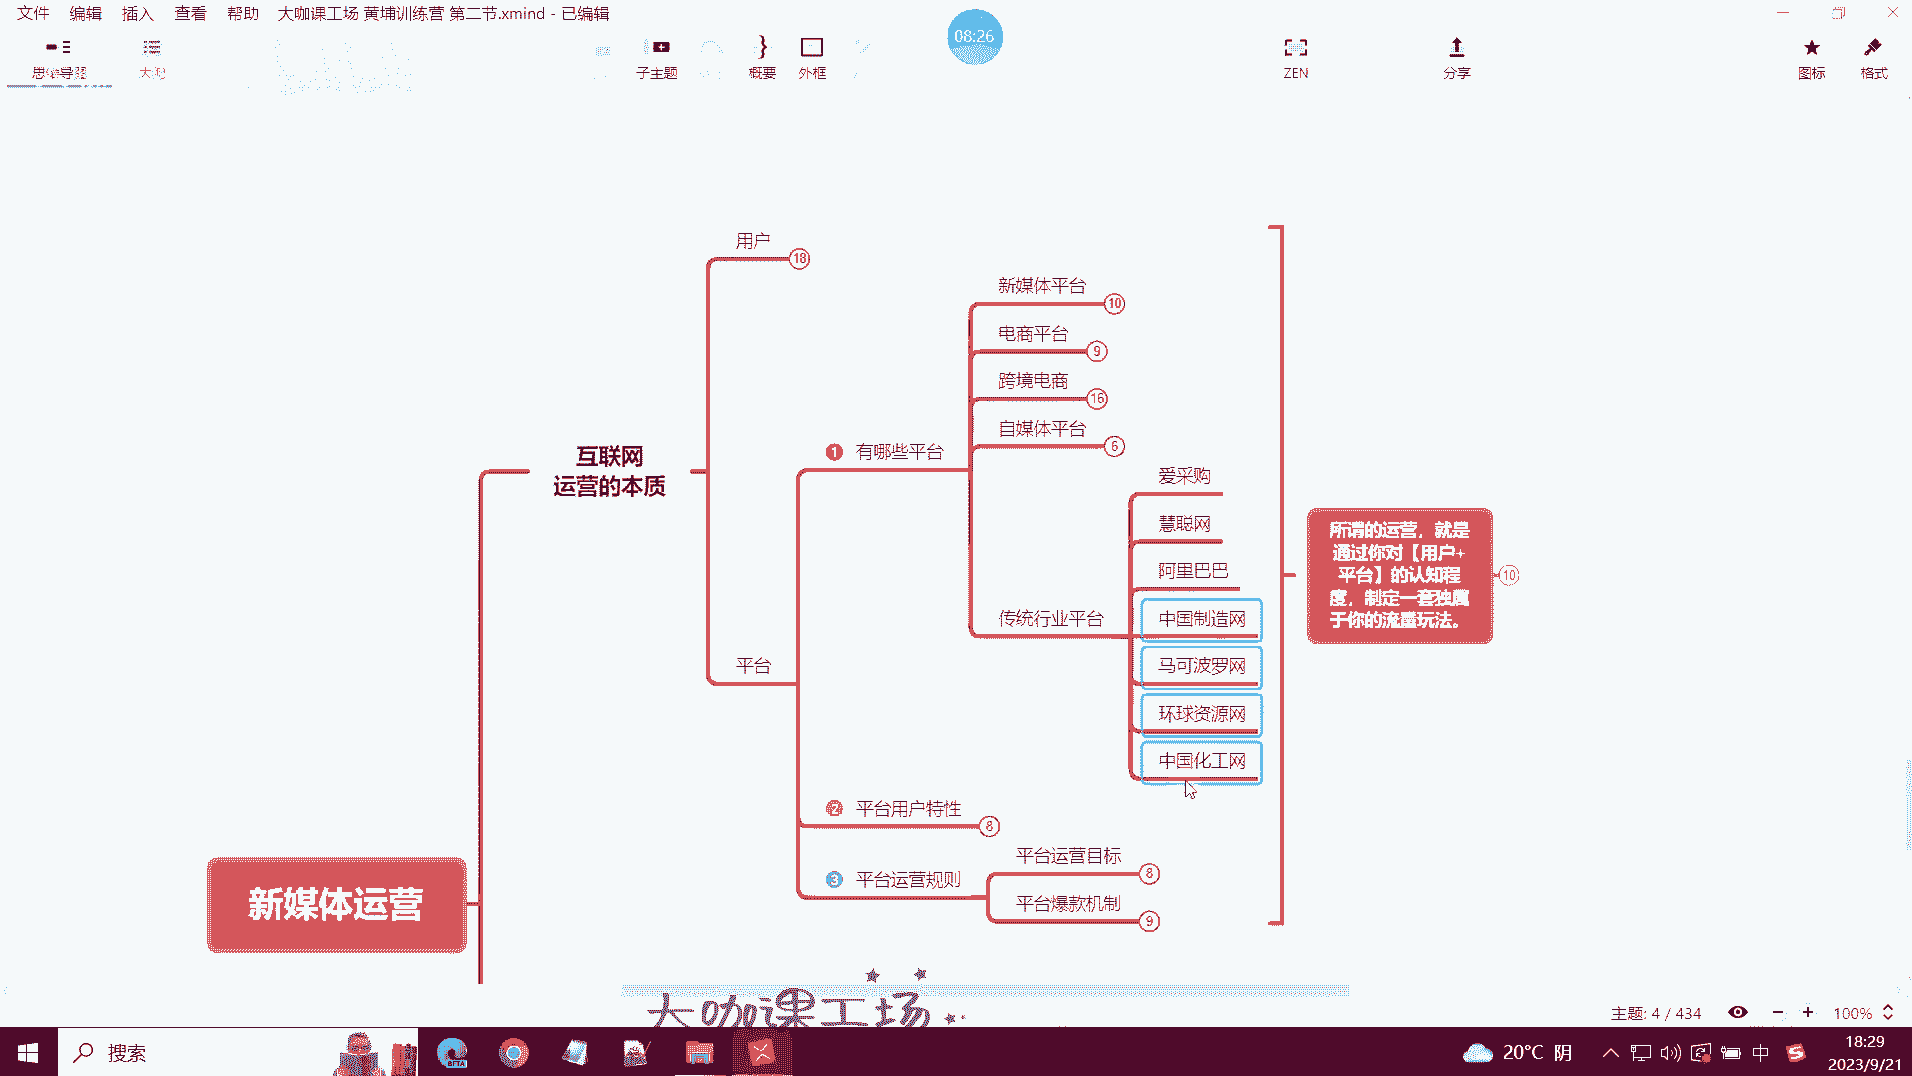 文件 编辑 插入 查看 帮助 大咖课工场 黄埔训练营 第二节.xmind - 已编辑
08:26
思维导图
子主题
概要
外框
ZEN
分享
图标
格式
用户
18
新媒体平台
10
电商平台
9
跨境电商
16
自媒体平台
6
1 有哪些平台
互联网
运营的本质
爱采购
慧聪网
阿里巴巴
传统行业平台
中国制造网
马可波罗网
环球资源网
中国化工网
所谓的运营，就是
通过你对【用户+
平台】的认知程
度，制定一套独属
于你的流量玩法。
10
平台
2 平台用户特性
8
平台运营目标
8
3 平台运营规则
平台爆款机制
9
新媒体运营
大咖课工场
主题: 4 / 434
100%
搜索
20°C 阴
中
18:29
2023/9/21